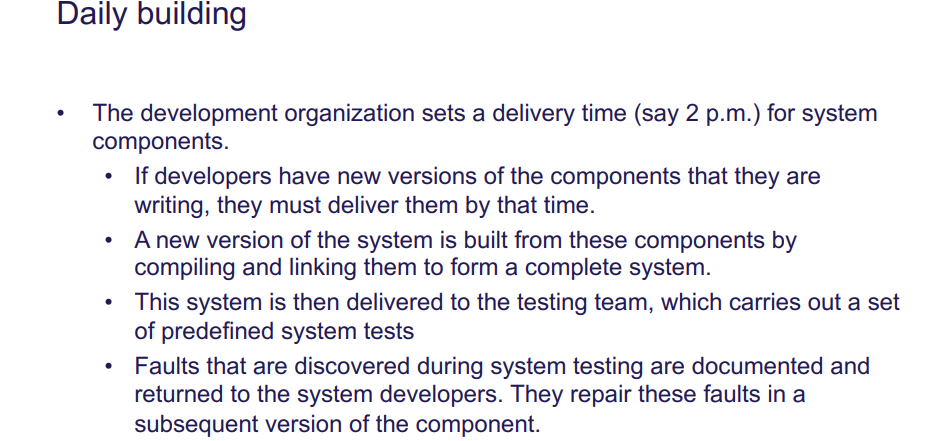 Daily building
• The development organization sets a delivery time (say 2 p.m.) for system
components.
• If developers have new versions of the components that they are
writing, they must deliver them by that time.
• A new version of the system is built from these components by
compiling and linking them to form a complete system.
• This system is then delivered to the testing team, which carries out a set
of predefined system tests
• Faults that are discovered during system testing are documented and
returned to the system developers. They repair these faults in a
subsequent version of the component.